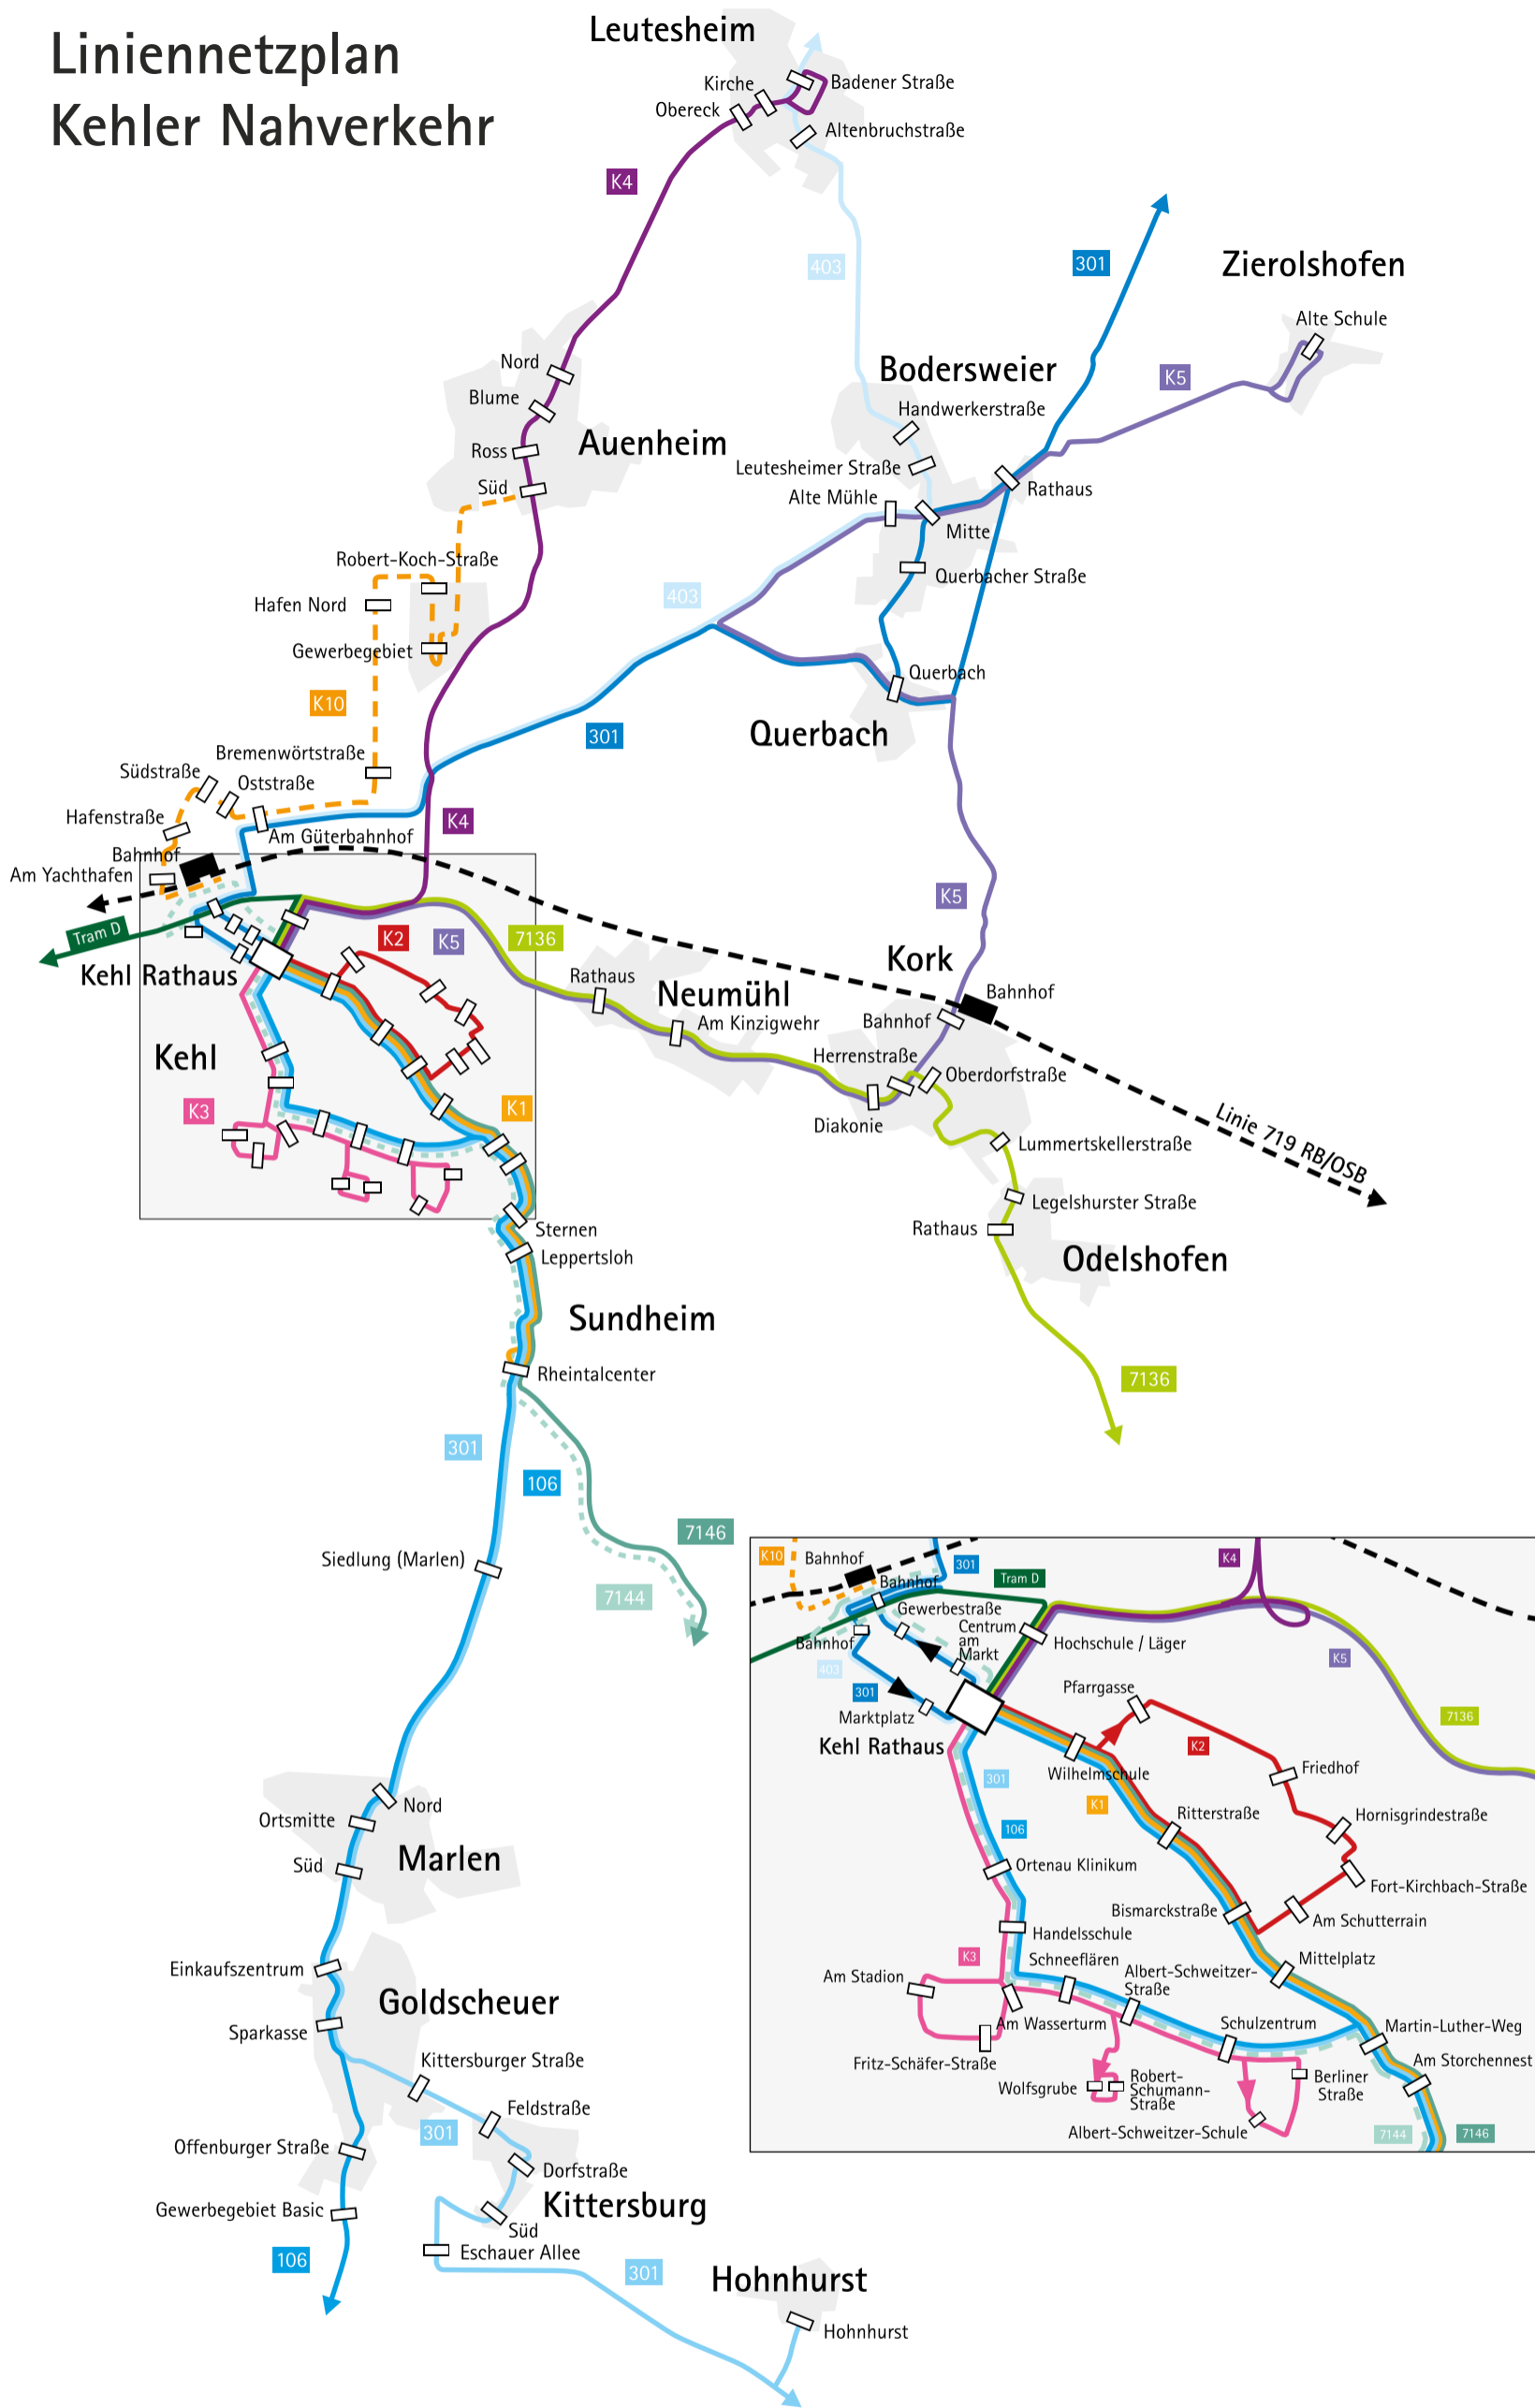 Liniennetzplan
Kehler Nahverkehr
Leutesheim
Kirche
Badener Straße
Obereck
Altenbruchstraße
K4
403
301
Zierolshofen
Alte Schule
K5
Bodersweier
Handwerkerstraße
Nord
Blume
Auenheim
Ross
Süd
Leutesheimer Straße
Alte Mühle
Rathaus
Mitte
Querbacher Straße
Robert-Koch-Straße
Hafen Nord
Gewerbegebiet
403
Querbach
Querbach
K10
301
Bremenwörtstraße
Südstraße
Oststraße
Hafenstraße
Am Güterbahnhof
K4
Bahnhof
Am Yachthafen
Tram D
K2
K5
7136
K5
Kehl Rathaus
Kork
Rathaus
Neumühl
Am Kinzigwehr
Bahnhof
Bahnhof
Kehl
Herrenstraße
Oberdorfstraße
Diakonie
K3
K1
Linie 719 RB/OSB
Lummertskellerstraße
Legelshurster Straße
Rathaus
Odelshofen
Sternen
Leppertsloh
Sundheim
Rheintalcenter
7136
301
106
7146
7144
Siedlung (Marlen)
Nord
Ortsmitte
Süd
Marlen
Einkaufszentrum
Goldscheuer
Sparkasse
Kittersburger Straße
Feldstraße
301
Offenburger Straße
Dorfstraße
Kittersburg
Gewerbegebiet Basic
Süd
Eschauer Allee
106
301
Hohnhurst
Hohnhurst
K10
Bahnhof
301
Tram D
K4
Bahnhof
Gewerbestraße
Centrum
am
Markt
Bahnhof
Hochschule / Läger
403
301
K5
Marktplatz
Pfarrgasse
7136
Kehl Rathaus
K2
Wilhelmschule
Friedhof
301
K1
106
Ritterstraße
Hornisgrindestraße
Ortenau Klinikum
Fort-Kirchbach-Straße
Bismarckstraße
Am Schutterrain
Handelsschule
K3
Schneeflären
Mittelplatz
Am Stadion
Albert-Schweitzer-
Straße
Am Wasserturm
Schulzentrum
Martin-Luther-Weg
Fritz-Schäfer-Straße
Am Storchennest
Wolfsgrube
Robert-
Schumann-
Straße
Berliner
Straße
Albert-Schweitzer-Schule
7144
7146